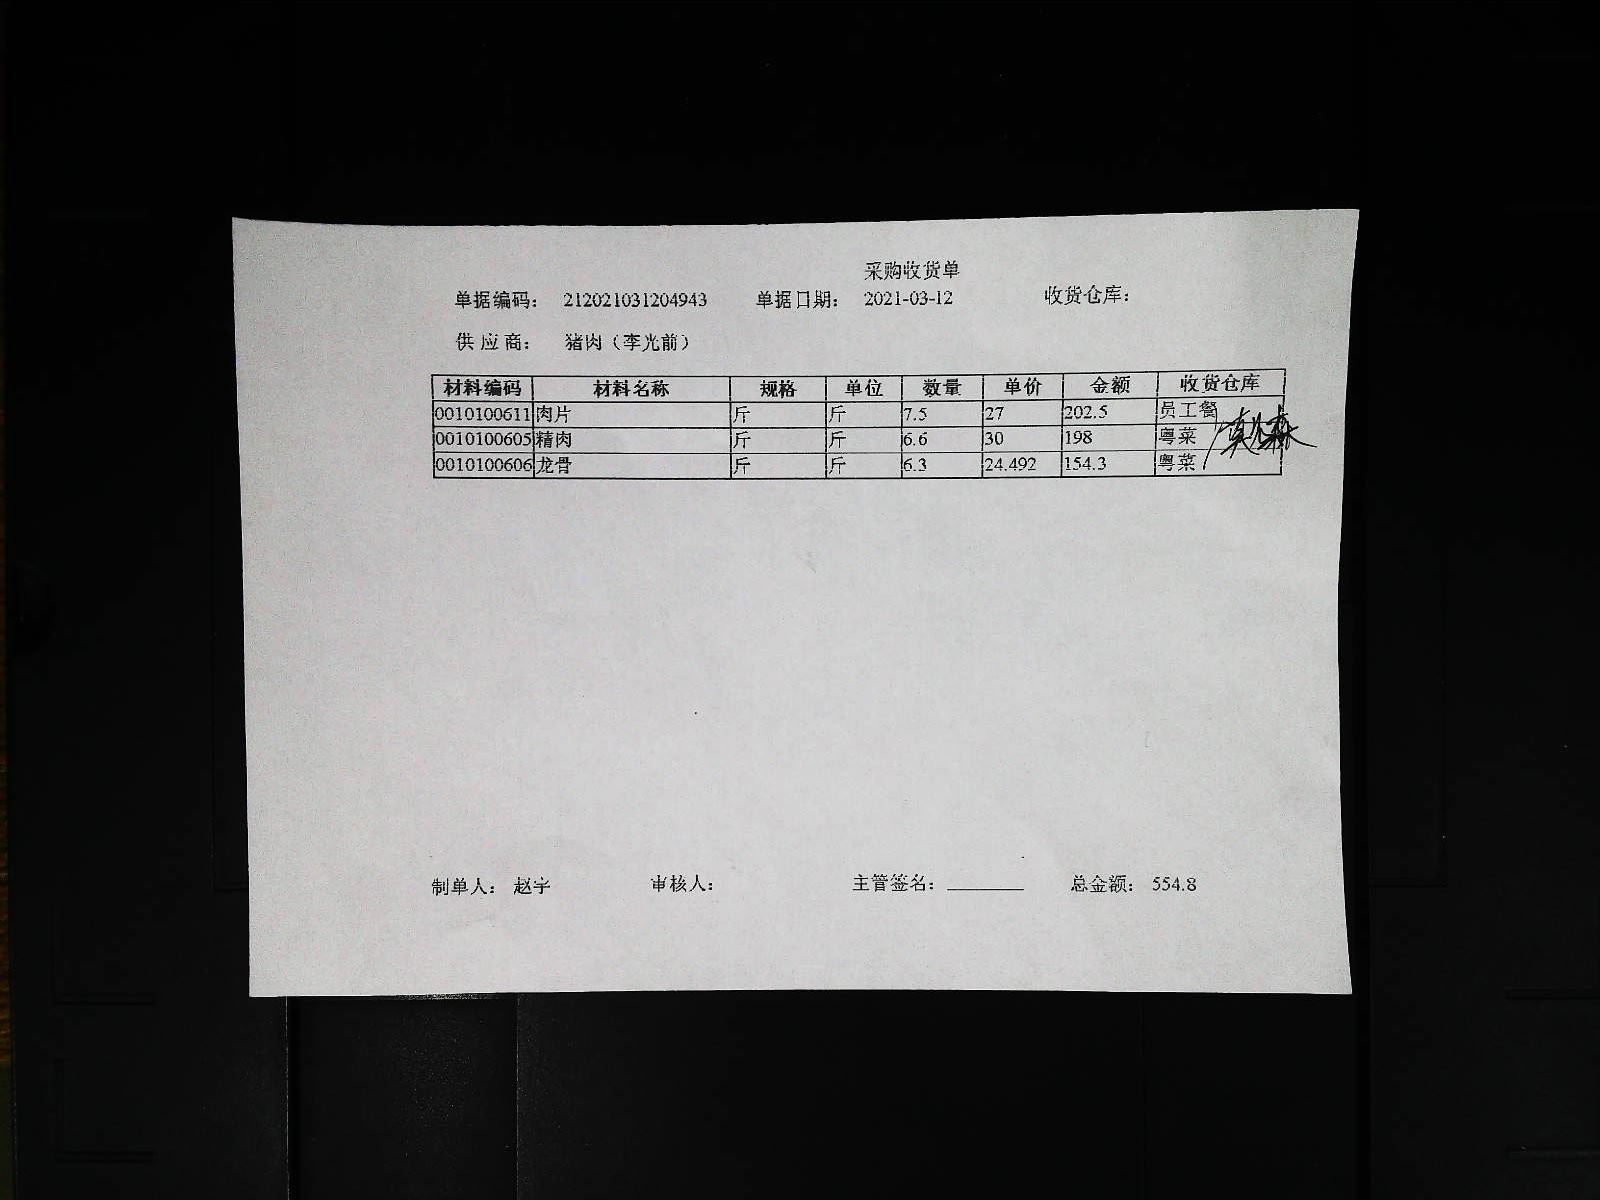 采购收货单
单据编码： 212021031204943 单据日期： 2021-03-12 收货仓库：
供 应 商： 猪肉（李光前）
材料编码 材料名称 规格 单位 数量 单价 金额 收货仓库
0010100611 肉片 斤 斤 7.5 27 202.5 员工餐
0010100605 精肉 斤 斤 6.6 30 198 粤菜
0010100606 龙骨 斤 斤 6.3 24.492 154.3 粤菜
制单人： 赵宇 审核人： 主管签名：________ 总金额： 554.8